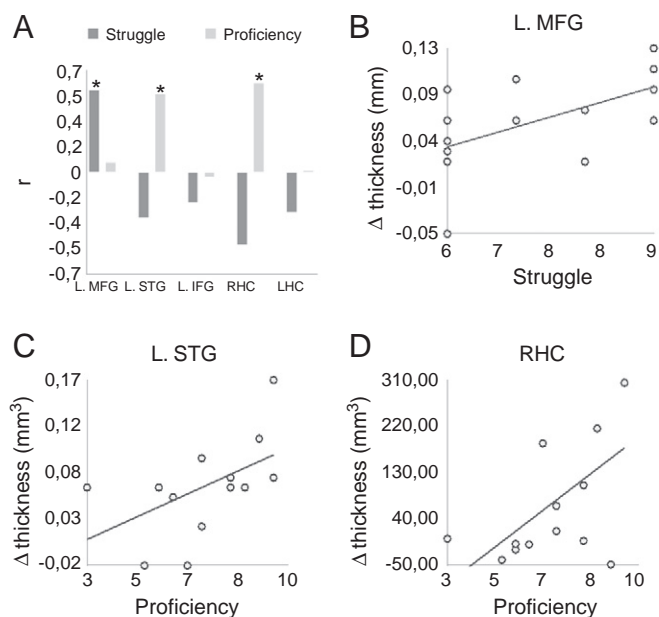 A
Struggle
Proficiency
0,7
0,5
0,4
0,2
0
-0,2
-0,4
-0,5
-0,7
r
*
*
*
L. MFG
L. STG
L. IFG
RHC
LHC
B
L. MFG
0,13
0,09
0,04
-0,01
-0,05
Δ thickness (mm)
6
7
8
8
9
Struggle
C
L. STG
0,17
0,12
0,08
0,03
-0,02
Δ thickness (mm³)
3
5
7
8
10
Proficiency
D
RHC
310,00
220,00
130,00
40,00
-50,00
Δ thickness (mm³)
3
5
7
8
10
Proficiency